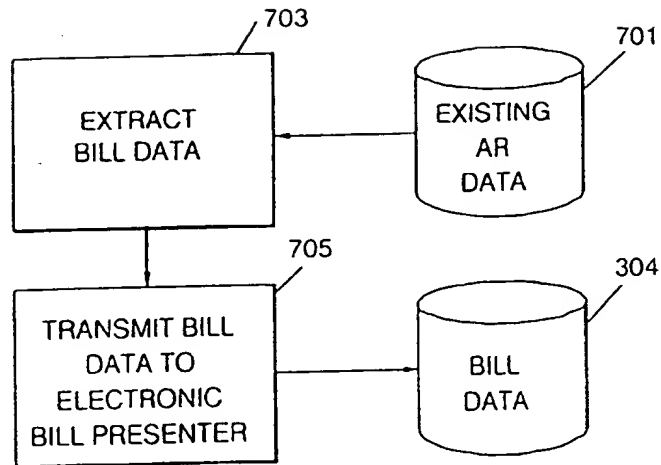 703
EXTRACT
BILL DATA
701
EXISTING
AR
DATA
705
TRANSMIT BILL
DATA TO
ELECTRONIC
BILL PRESENTER
304
BILL
DATA